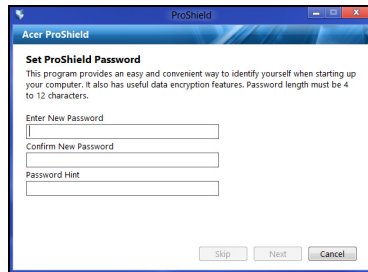 ProShield
Acer ProShield
Set ProShield Password
This program provides an easy and convenient way to identify yourself when starting up
your computer. It also has useful data encryption features. Password length must be 4
to 12 characters.
Enter New Password
Confirm New Password
Password Hint
Skip Next Cancel